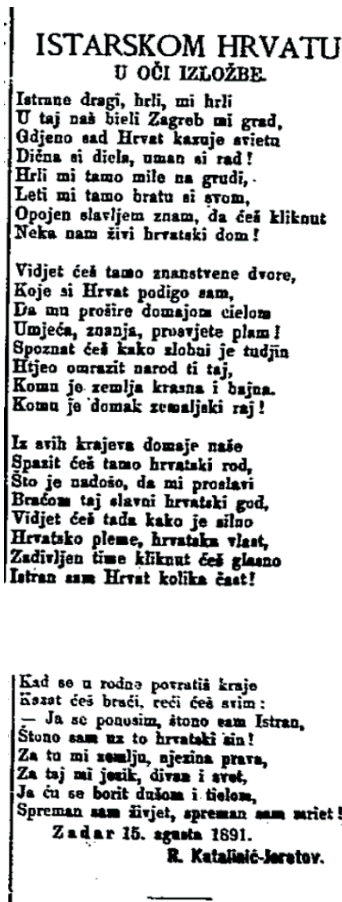 ISTARSKOM HRVATU
U OČI IZLOŽBE.
Istrane dragi, hrli, mi hrli
U taj naš bieli Zagreb mi grad,
Gdjeno sad Hrvat kazuje svietu
Dična si diela, uman si rad!
Hrli mi tamo mile na grudi,
Leti mi tamo bratu si svom,
Opojen slavljem znam, da ćeš kliknut
Neka nam živi hrvatski dom!
Vidjet ćeš tamo znanstvene dvore,
Koje si Hrvat podigo sam,
Da mu prošire domajom cielom
Umjeća, znanja, prosvjete plam!
Spoznat ćeš kako zlobni je tudjin
Htjeo omrazit narod ti taj,
Komu je zemlja krasna i bajna.
Komu je domak zemaljski raj!
Iz svih krajeva domaje naše
Spazit ćeš tamo hrvatski rod,
Što je nadošo, da mi proslavi
Braćom taj slavni hrvatski god,
Vidjet ćeš tada kako je silno
Hrvatsko pleme, hrvatska vlast,
Zadivljen time kliknut ćeš glasno
Istran sam Hrvat kolika čast!
Kad se u rodne povratiš kraje
Kazat ćeš braći, reći ćeš svim:
— Ja se ponosim, štono sam Istran,
Štono sam uz to hrvatski sin!
Za tu mi zemlju, njezina prava,
Za taj mi jezik, divan i svet,
Ja ću se borit dušom i tielom,
Spreman sam živjet, spreman sam mriet!
Zadar 15. agusta 1891.
R. Katalinić-Jeretov.